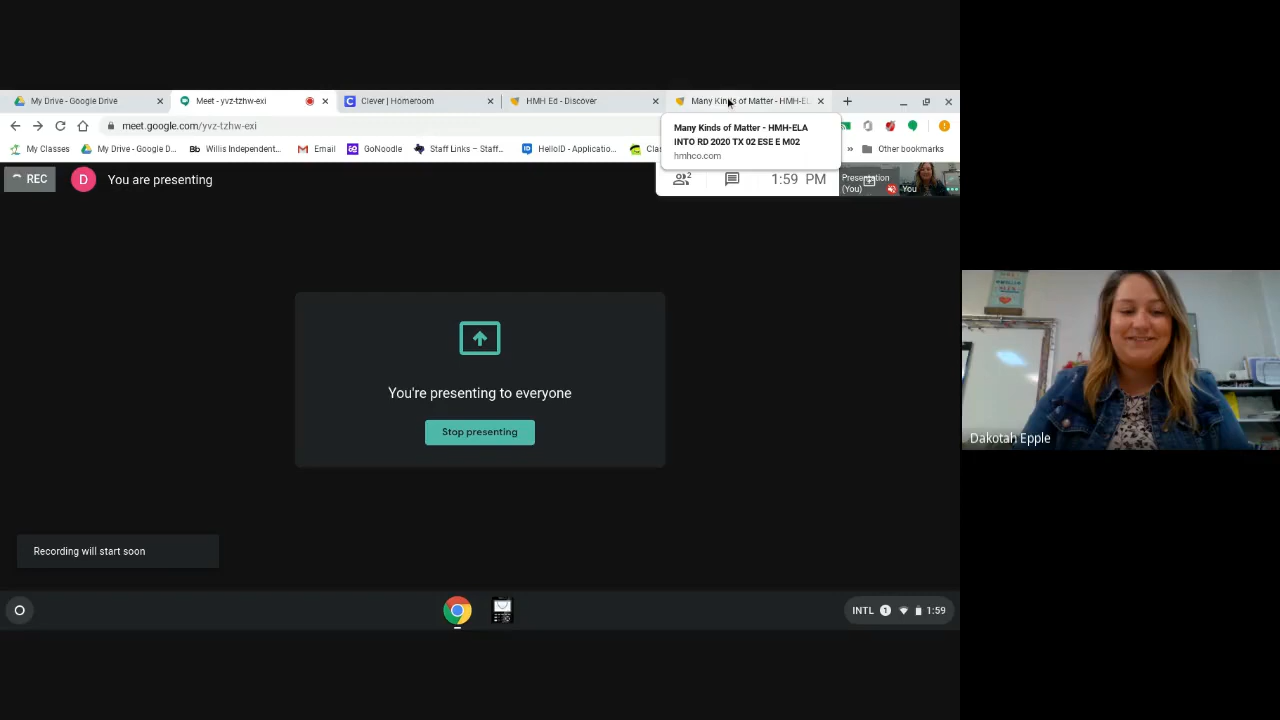 My Drive - Google Drive
Meet - yvz-tzhw-exi
Clever | Homeroom
HMH Ed - Discover
Many Kinds of Matter - HMH-EL
meet.google.com/yvz-tzhw-exi
Many Kinds of Matter - HMH-ELA
INTO RD 2020 TX 02 ESE E M02
hmhco.com
My Classes
My Drive - Google D...
Bb Willis Independent...
Email
GoNoodle
Staff Links – Staff...
HelloID - Applicatio...
Clas
» Other bookmarks
REC
D
You are presenting
2
1:59 PM
Presentation
(You)
You
You're presenting to everyone
Stop presenting
Dakotah Epple
Recording will start soon
INTL 1 1:59